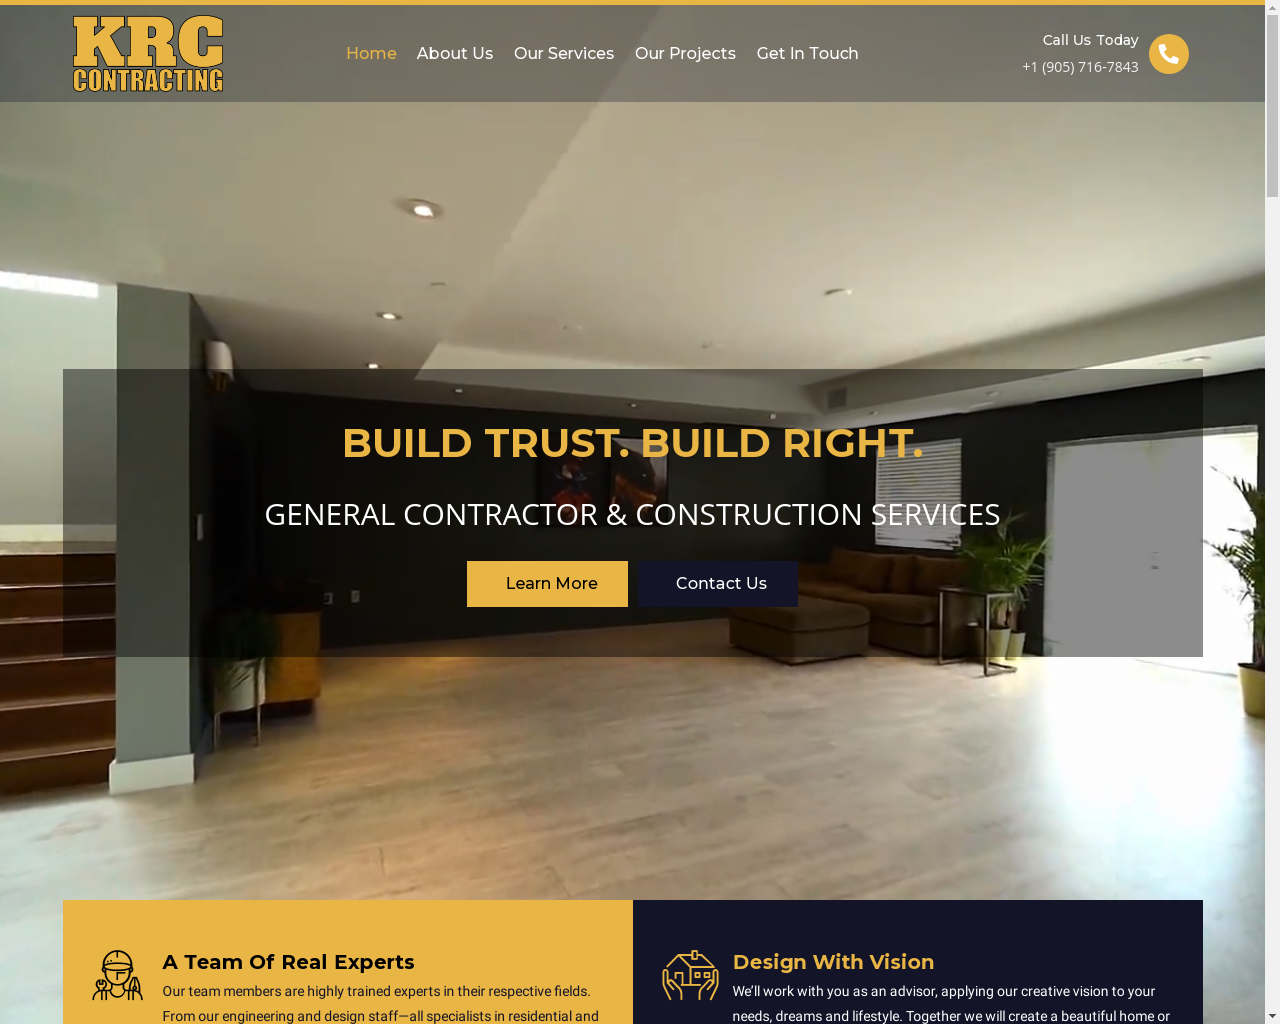 KRC
CONTRACTING
Home
About Us
Our Services
Our Projects
Get In Touch
Call Us Today
+1 (905) 716-7843
BUILD TRUST. BUILD RIGHT.
GENERAL CONTRACTOR & CONSTRUCTION SERVICES
Learn More
Contact Us
A Team Of Real Experts
Our team members are highly trained experts in their respective fields.
From our engineering and design staff—all specialists in residential and
Design With Vision
We’ll work with you as an advisor, applying our creative vision to your
needs, dreams and lifestyle. Together we will create a beautiful home or